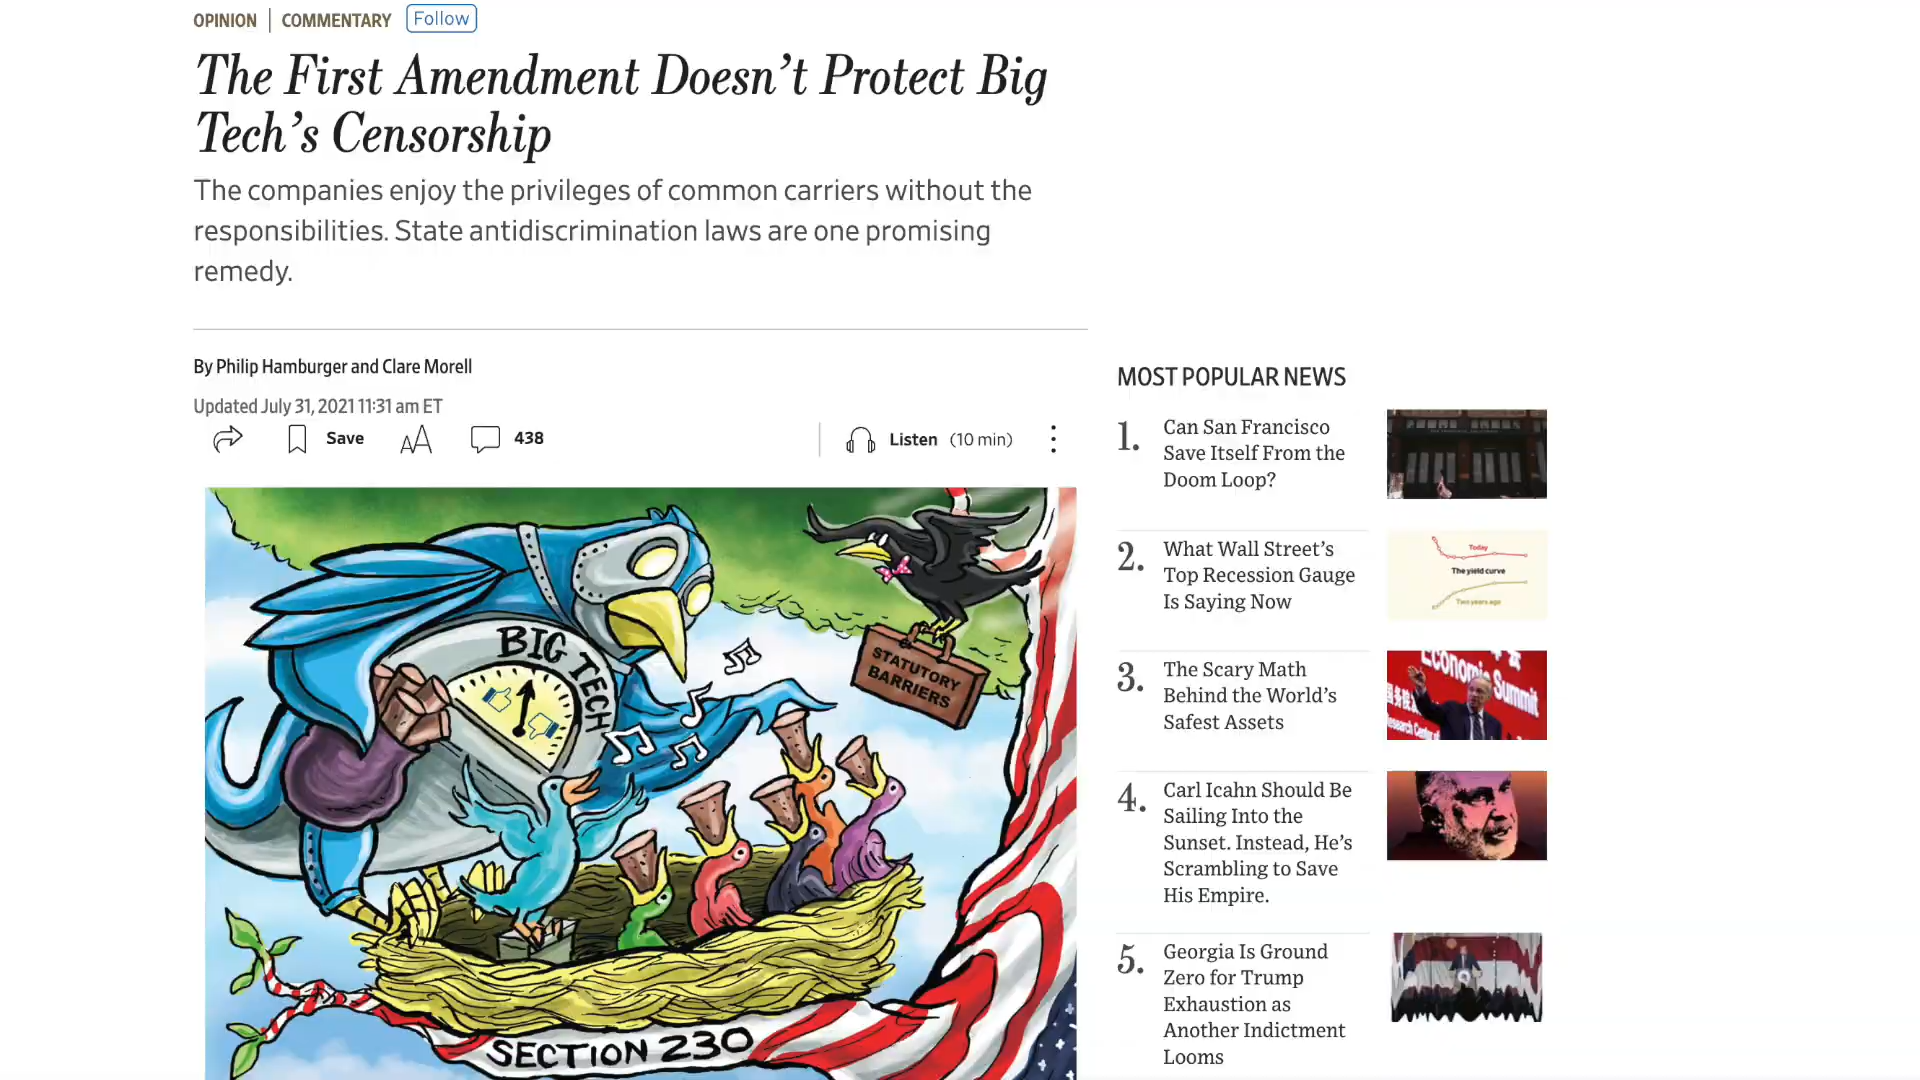 OPINION | COMMENTARY Follow
The First Amendment Doesn't Protect Big
Tech's Censorship
The companies enjoy the privileges of common carriers without the
responsibilities. State antidiscrimination laws are one promising
remedy.
By Philip Hamburger and Clare Morell
Updated July 31, 2021 11:31 am ET
Save AA 438
Listen (10 min)
BIG TECH
STATUTORY
BARRIERS
SECTION 230
MOST POPULAR NEWS
1. Can San Francisco
Save Itself From the
Doom Loop?
2. What Wall Street's
Top Recession Gauge
Is Saying Now
Today
The yield curve
Two years ago
3. The Scary Math
Behind the World's
Safest Assets
Economic Summit
4. Carl Icahn Should Be
Sailing Into the
Sunset. Instead, He's
Scrambling to Save
His Empire.
5. Georgia Is Ground
Zero for Trump
Exhaustion as
Another Indictment
Looms